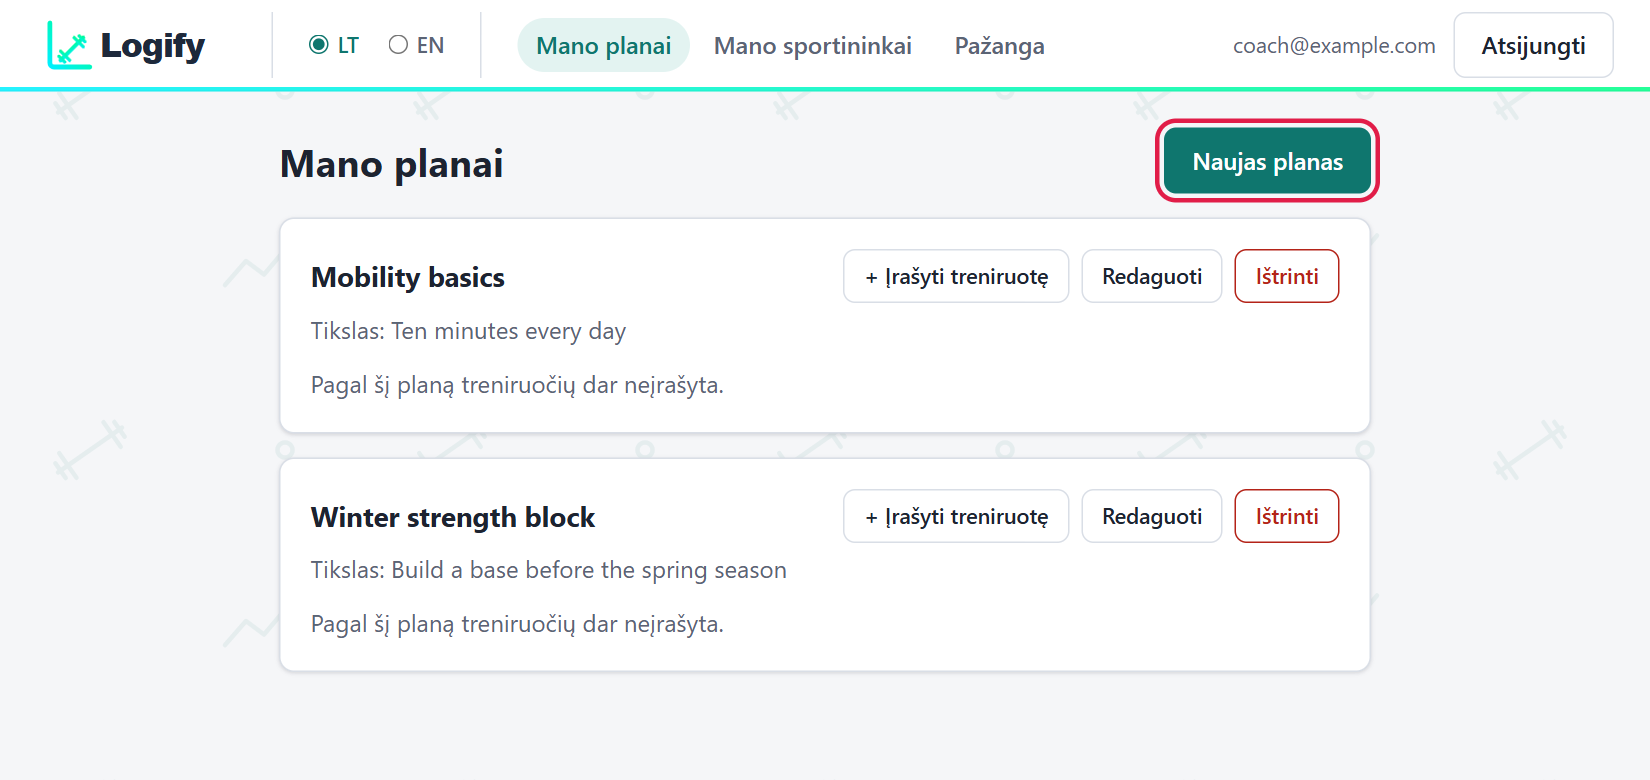 Logify
LT
EN
Mano planai
Mano sportininkai
Pažanga
coach@example.com
Atsijungti
Mano planai
Naujas planas
Mobility basics
+ Įrašyti treniruotę
Redaguoti
Ištrinti
Tikslas: Ten minutes every day
Pagal šį planą treniruočių dar neįrašyta.
Winter strength block
+ Įrašyti treniruotę
Redaguoti
Ištrinti
Tikslas: Build a base before the spring season
Pagal šį planą treniruočių dar neįrašyta.